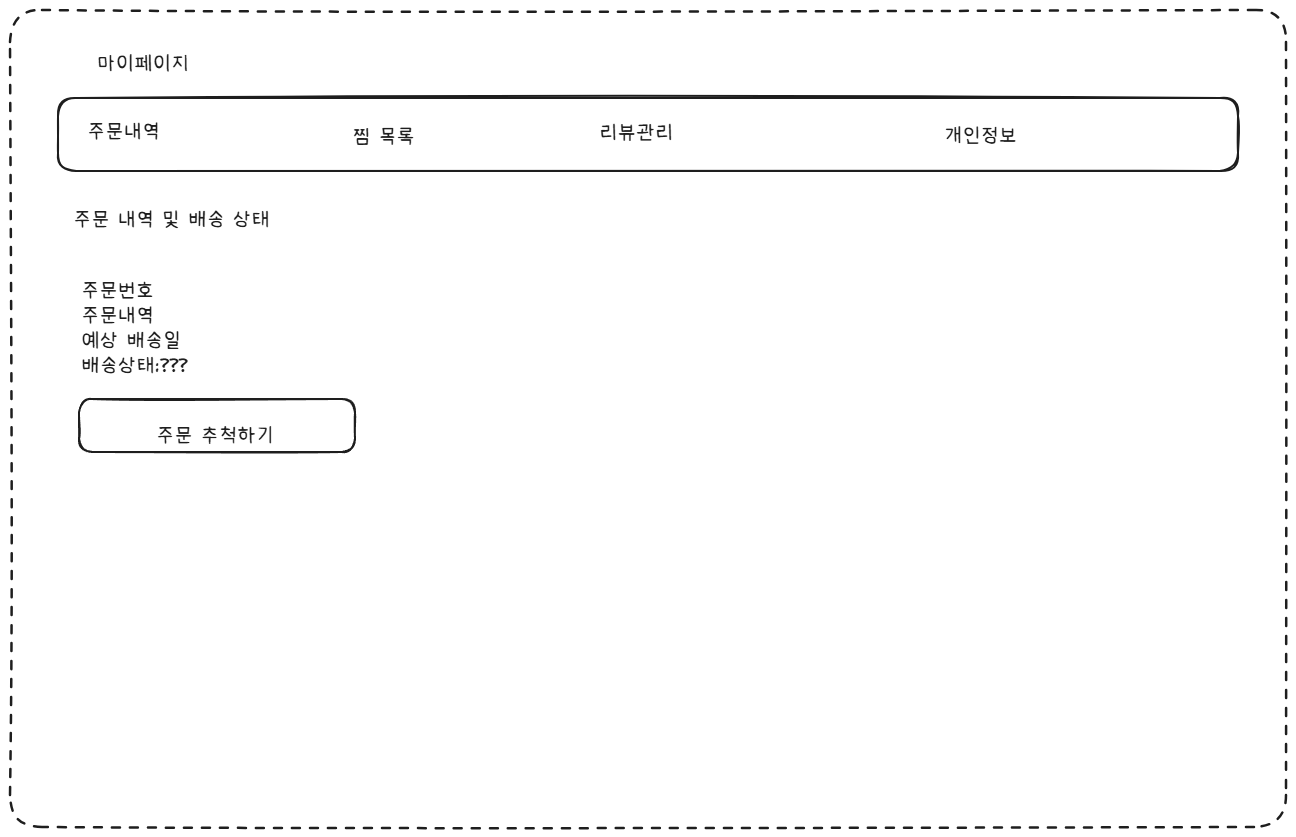 마이페이지
주문내역 찜 목록 리뷰관리 개인정보
주문 내역 및 배송 상태
주문번호
주문내역
예상 배송일
배송상태:???
주문 추척하기